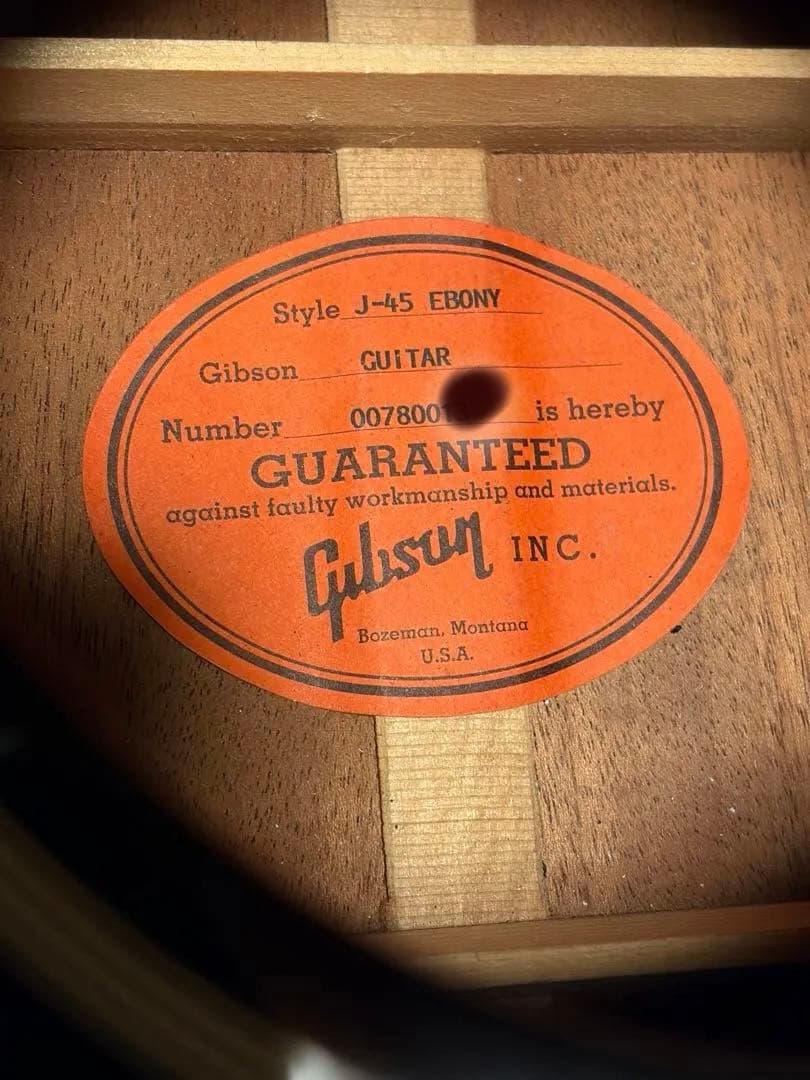 Style J-45 EBONY
Gibson GUITAR
Number is hereby
GUARANTEED
against faulty workmanship and materials.
Gibson INC.
Bozeman, Montana
U.S.A.